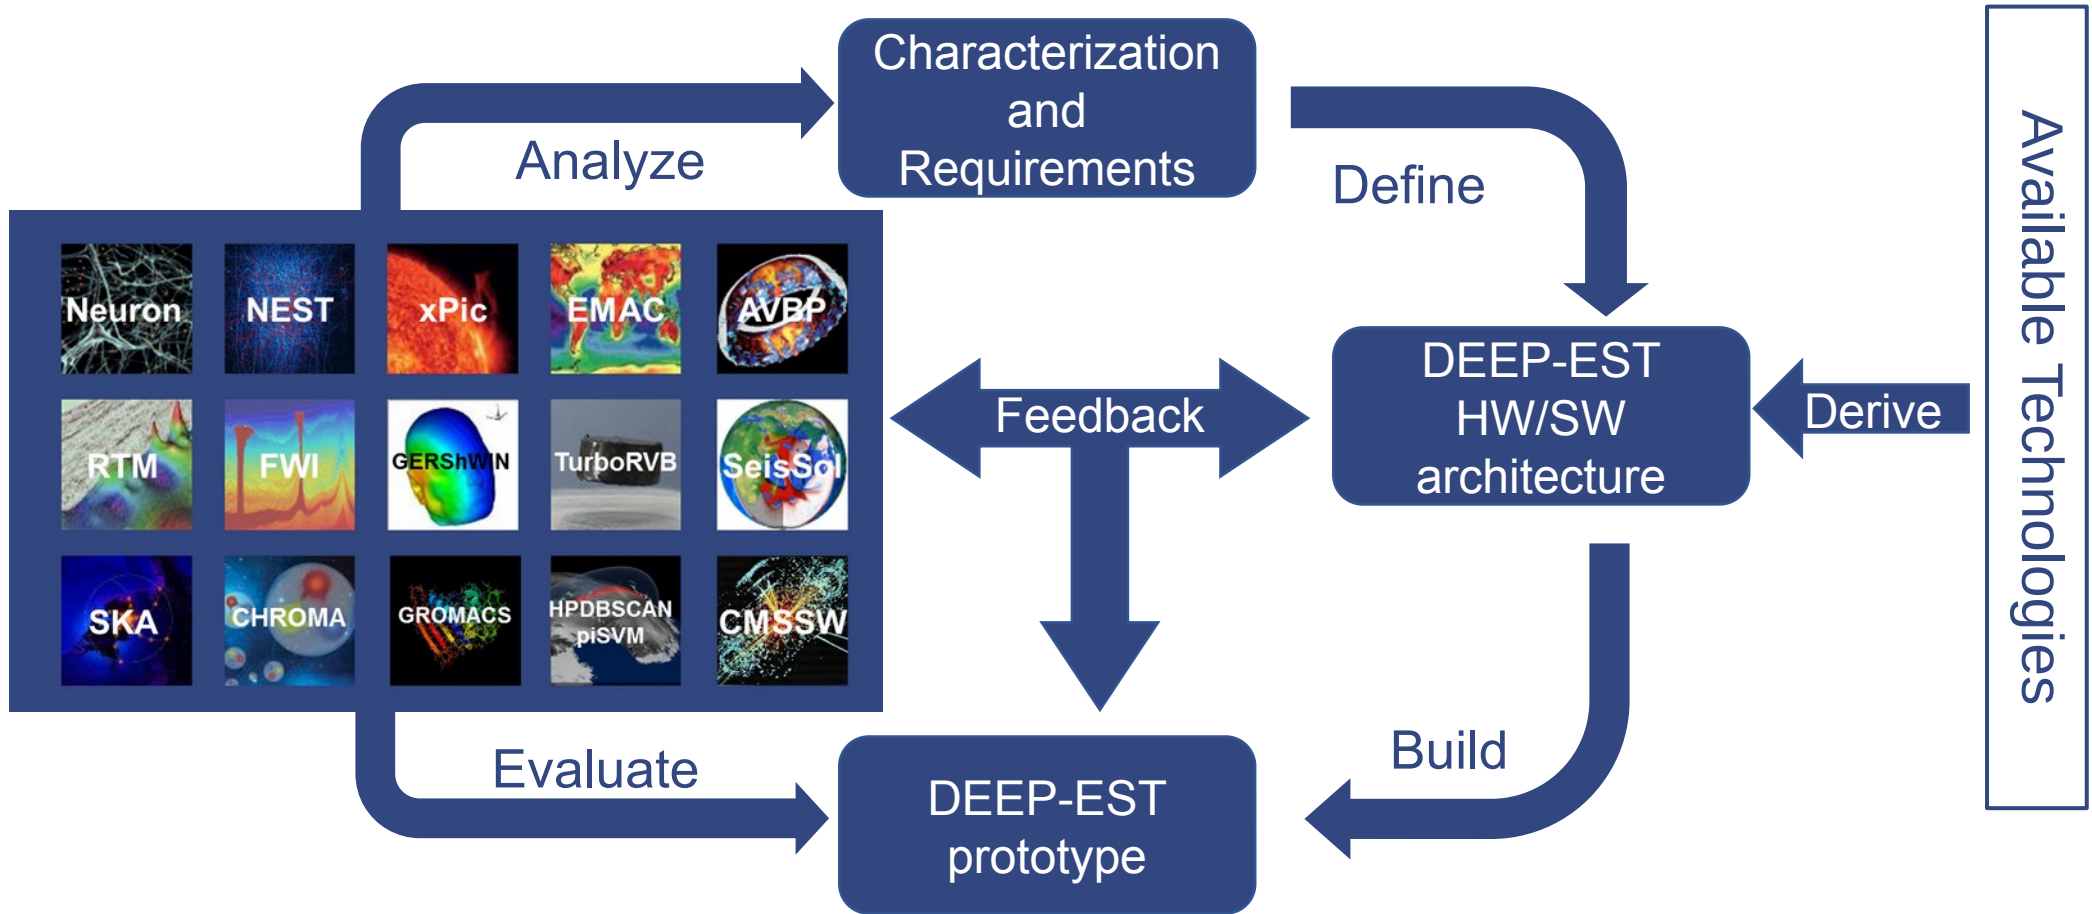 Characterization
and
Requirements
Analyze
Define
Available Technologies
Neuron
NEST
xPic
EMAC
AVBP
RTM
FWI
GERShWIN
TurboRVB
SeisSol
SKA
CHROMA
GROMACS
HPDBSCAN
piSVM
CMSSW
Feedback
DEEP-EST
HW/SW
architecture
Derive
Evaluate
Build
DEEP-EST
prototype